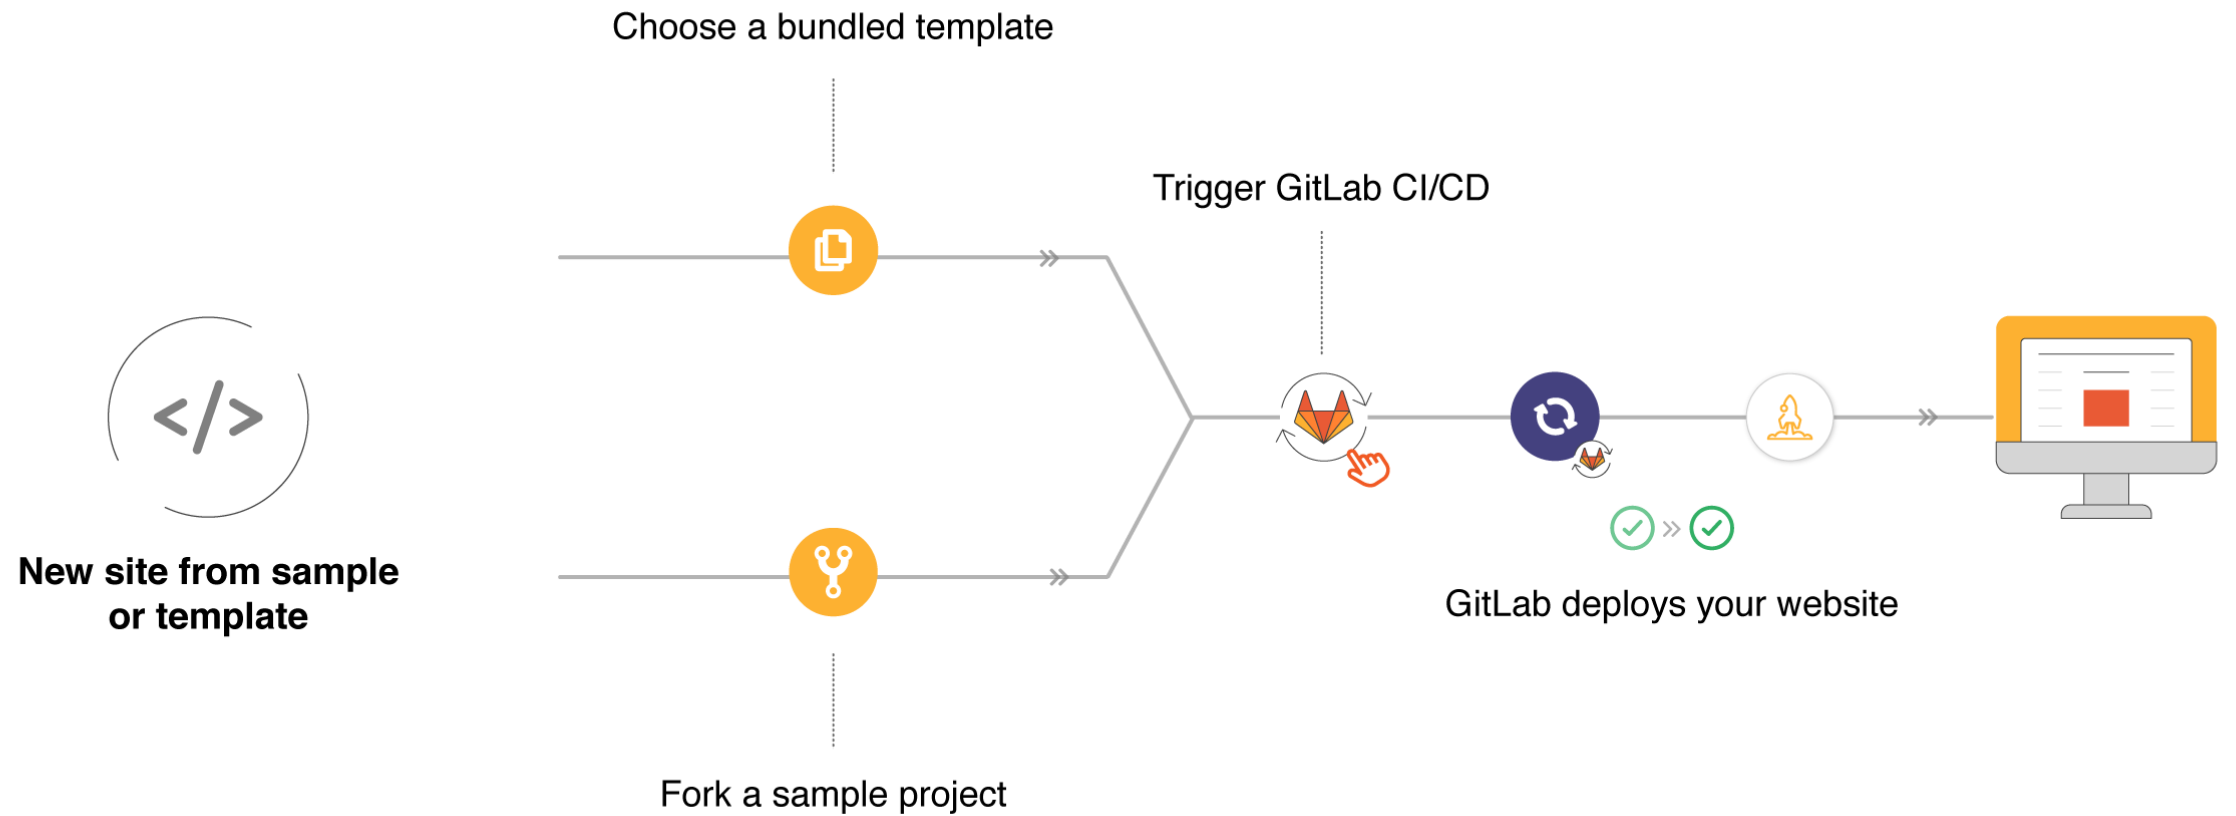 Choose a bundled template
Trigger GitLab CI/CD
New site from sample
or template
GitLab deploys your website
Fork a sample project